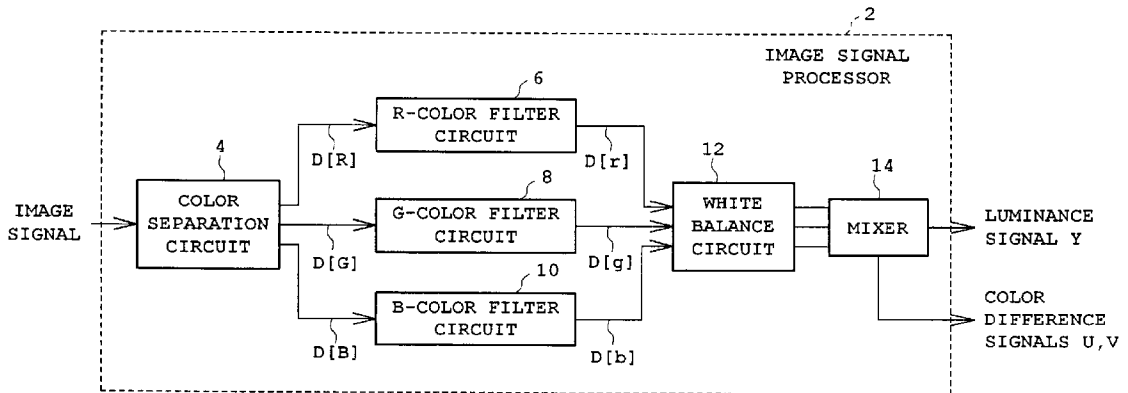 2
IMAGE SIGNAL
PROCESSOR
6
R-COLOR FILTER
CIRCUIT
D[R]
D[r]
4
COLOR
SEPARATION
CIRCUIT
IMAGE
SIGNAL
8
G-COLOR FILTER
CIRCUIT
D[G]
D[g]
10
B-COLOR FILTER
CIRCUIT
D[B]
D[b]
12
WHITE
BALANCE
CIRCUIT
14
MIXER
LUMINANCE
SIGNAL Y
COLOR
DIFFERENCE
SIGNALS U,V